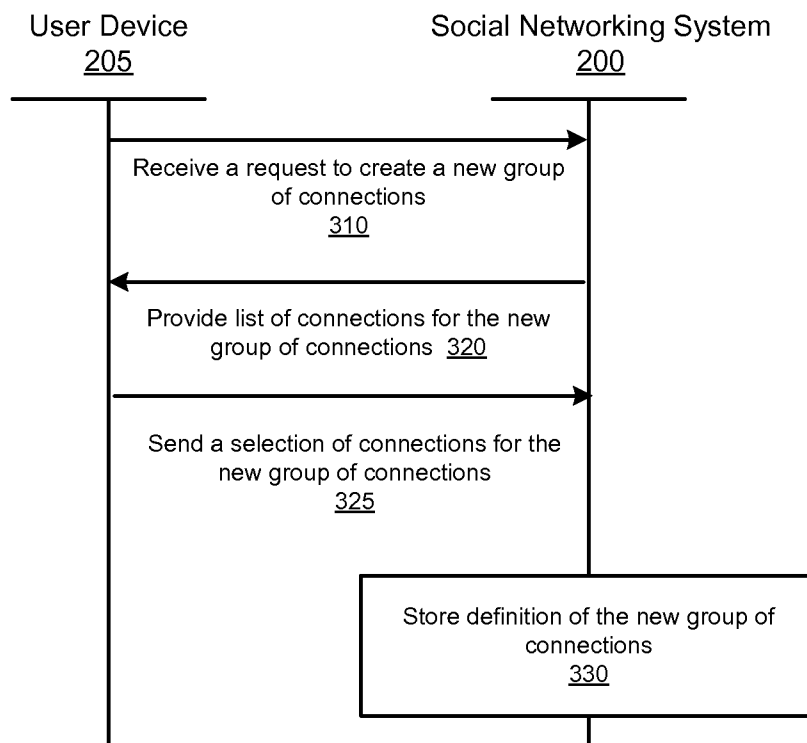 User Device
205
Social Networking System
200
Receive a request to create a new group
of connections
310
Provide list of connections for the new
group of connections 320
Send a selection of connections for the
new group of connections
325
Store definition of the new group of
connections
330